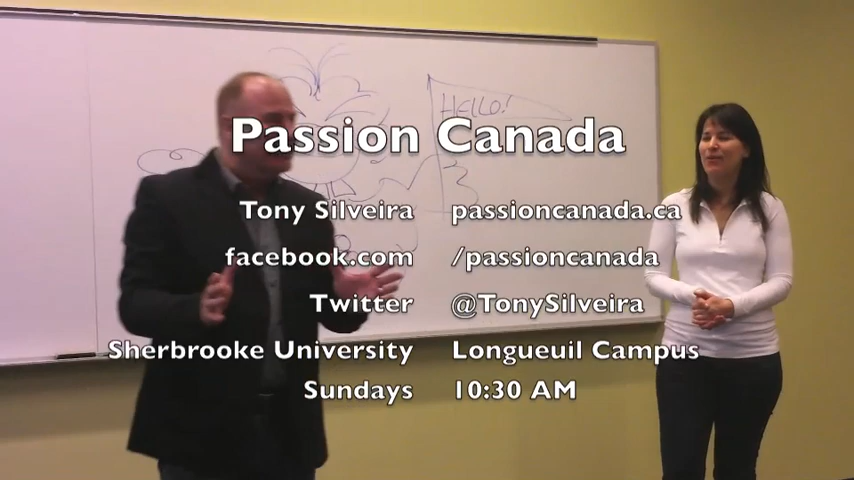 HELLO!
Passion Canada
Tony Silveira passioncanada.ca
facebook.com /passioncanada
Twitter @TonySilveira
Sherbrooke University Longueuil Campus
Sundays 10:30 AM